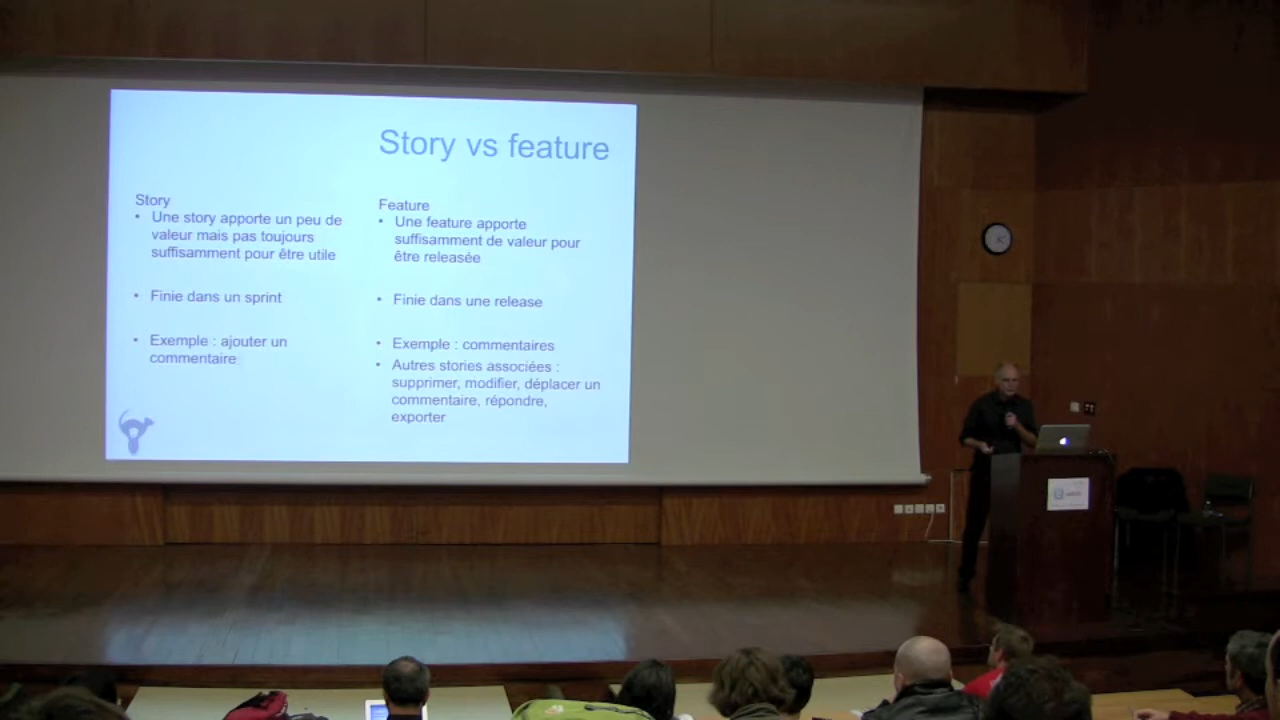 Story vs feature
Story
• Une story apporte un peu de
valeur mais pas toujours
suffisamment pour être utile
• Finie dans un sprint
• Exemple : ajouter un
commentaire
Feature
• Une feature apporte
suffisamment de valeur pour
être releasée
• Finie dans une release
• Exemple : commentaires
• Autres stories associées :
supprimer, modifier, déplacer un
commentaire, répondre,
exporter